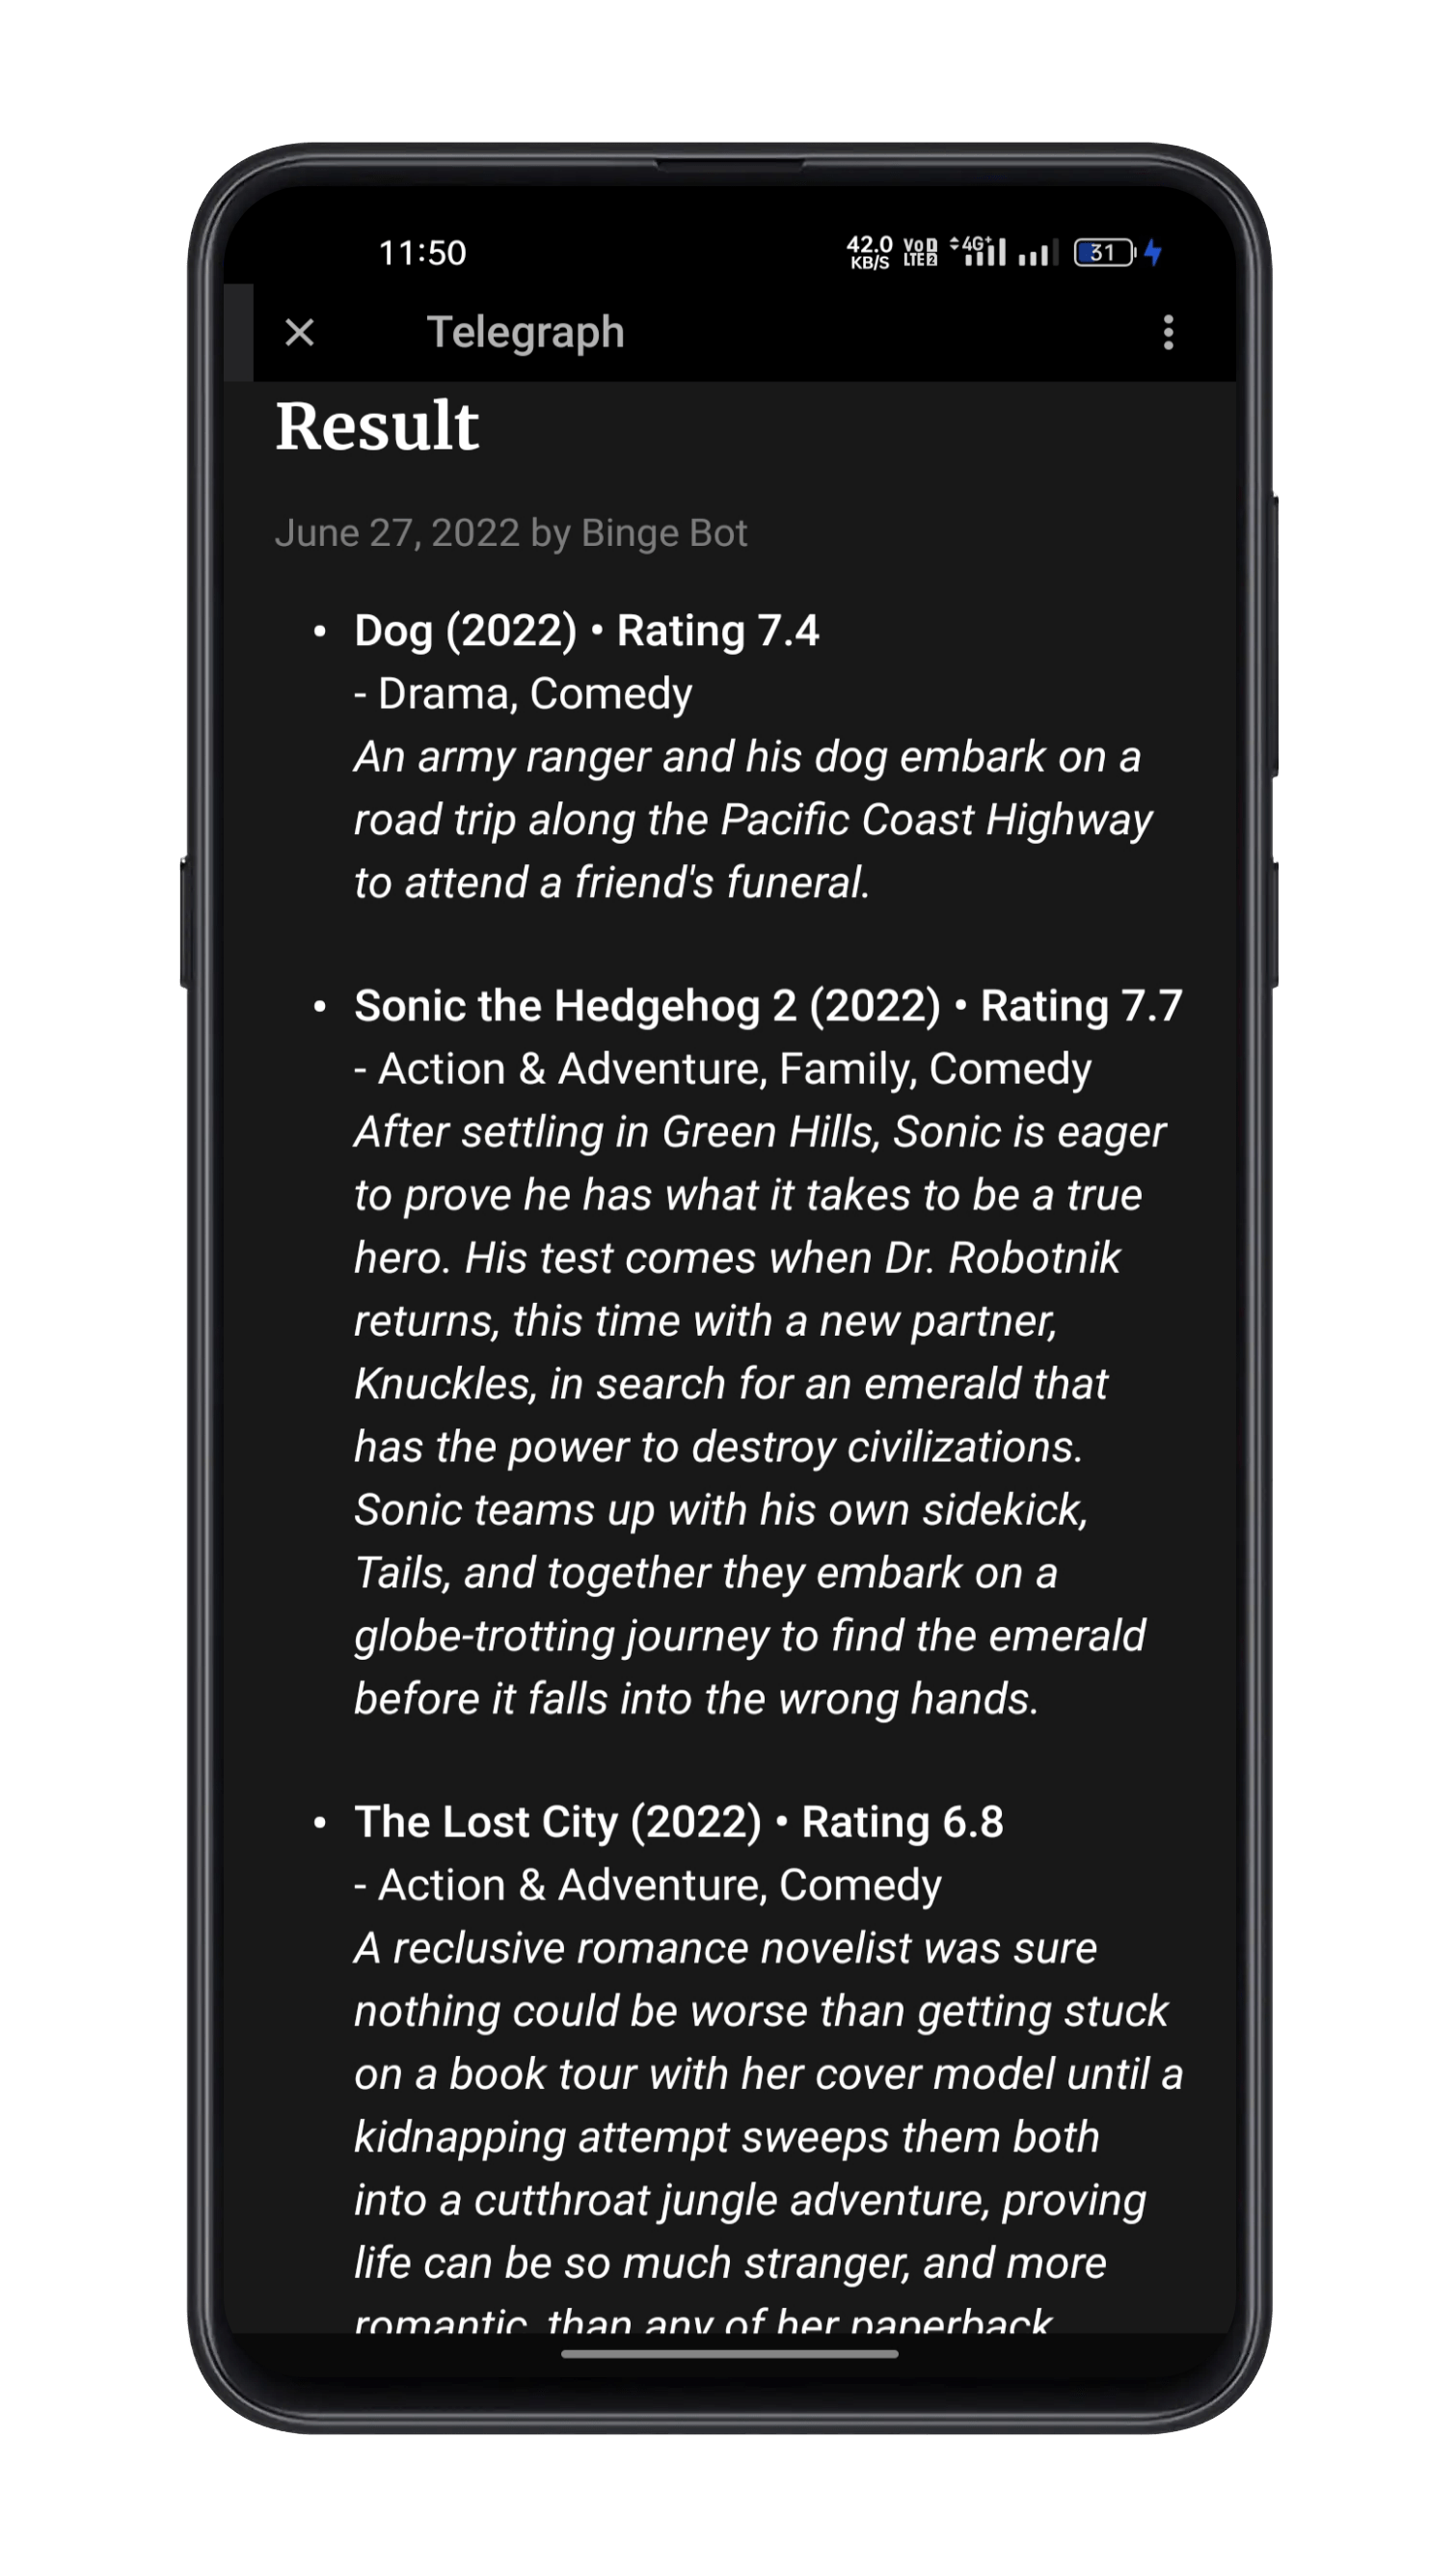 11:50
42.0
KB/S
Vo 1
LTE 2
4G+
31
Telegraph
Result
June 27, 2022 by Binge Bot
• Dog (2022) • Rating 7.4
- Drama, Comedy
An army ranger and his dog embark on a
road trip along the Pacific Coast Highway
to attend a friend's funeral.
• Sonic the Hedgehog 2 (2022) • Rating 7.7
- Action & Adventure, Family, Comedy
After settling in Green Hills, Sonic is eager
to prove he has what it takes to be a true
hero. His test comes when Dr. Robotnik
returns, this time with a new partner,
Knuckles, in search for an emerald that
has the power to destroy civilizations.
Sonic teams up with his own sidekick,
Tails, and together they embark on a
globe-trotting journey to find the emerald
before it falls into the wrong hands.
• The Lost City (2022) • Rating 6.8
- Action & Adventure, Comedy
A reclusive romance novelist was sure
nothing could be worse than getting stuck
on a book tour with her cover model until a
kidnapping attempt sweeps them both
into a cutthroat jungle adventure, proving
life can be so much stranger, and more
romantic, than any of her paperback